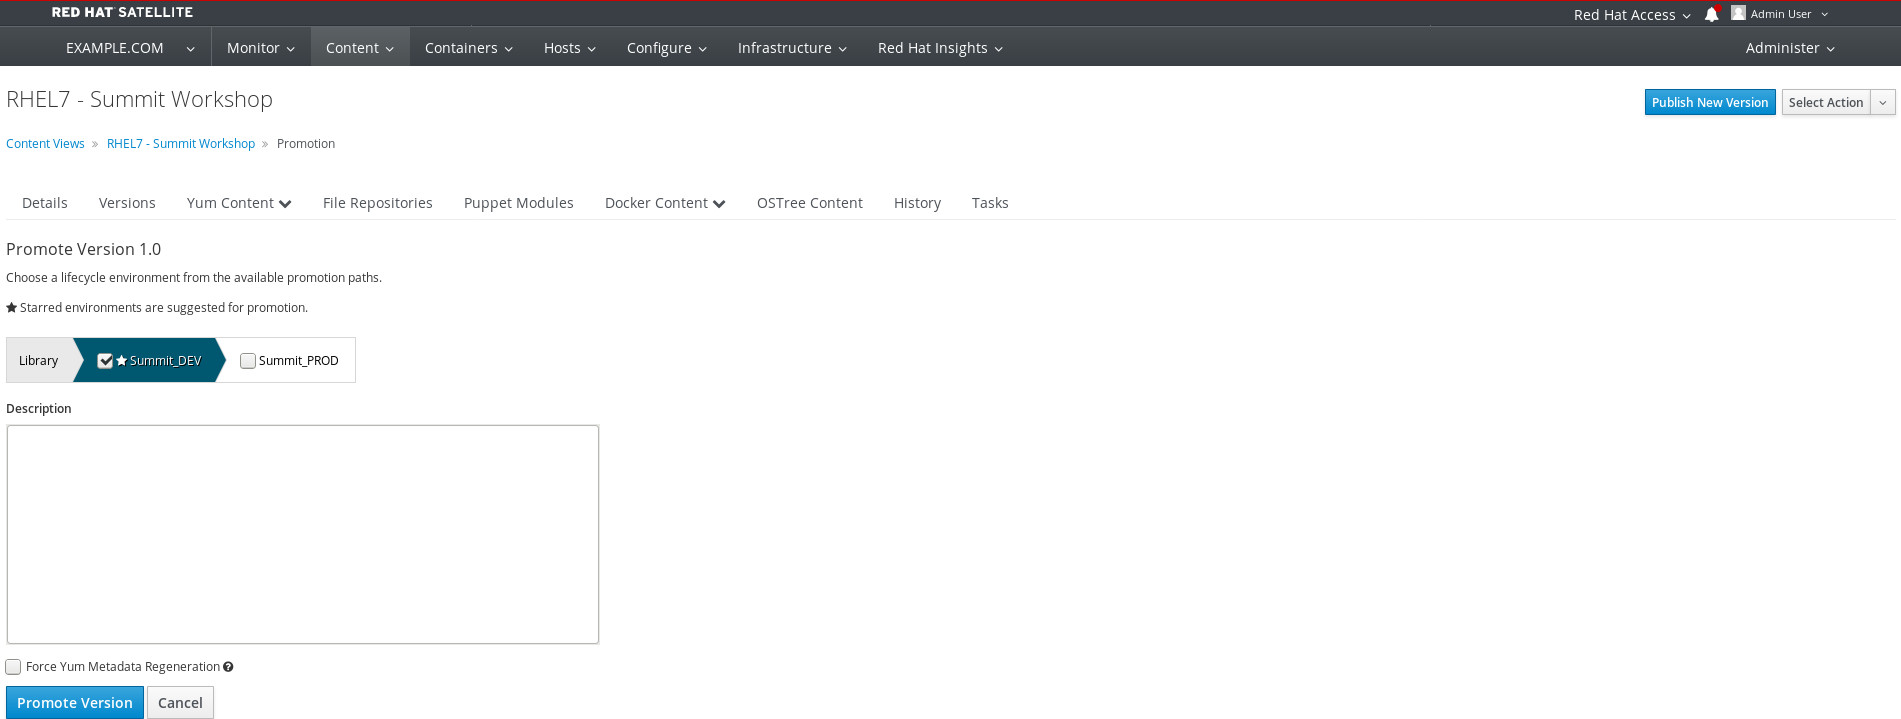 RED HAT SATELLITE
Red Hat Access Admin User
EXAMPLE.COM Monitor Content Containers Hosts Configure Infrastructure Red Hat Insights Administer
RHEL7 - Summit Workshop
Publish New Version Select Action
Content Views » RHEL7 - Summit Workshop » Promotion
Details Versions Yum Content File Repositories Puppet Modules Docker Content OSTree Content History Tasks
Promote Version 1.0
Choose a lifecycle environment from the available promotion paths.
★ Starred environments are suggested for promotion.
Library ★ Summit_DEV Summit_PROD
Description
Force Yum Metadata Regeneration
Promote Version Cancel